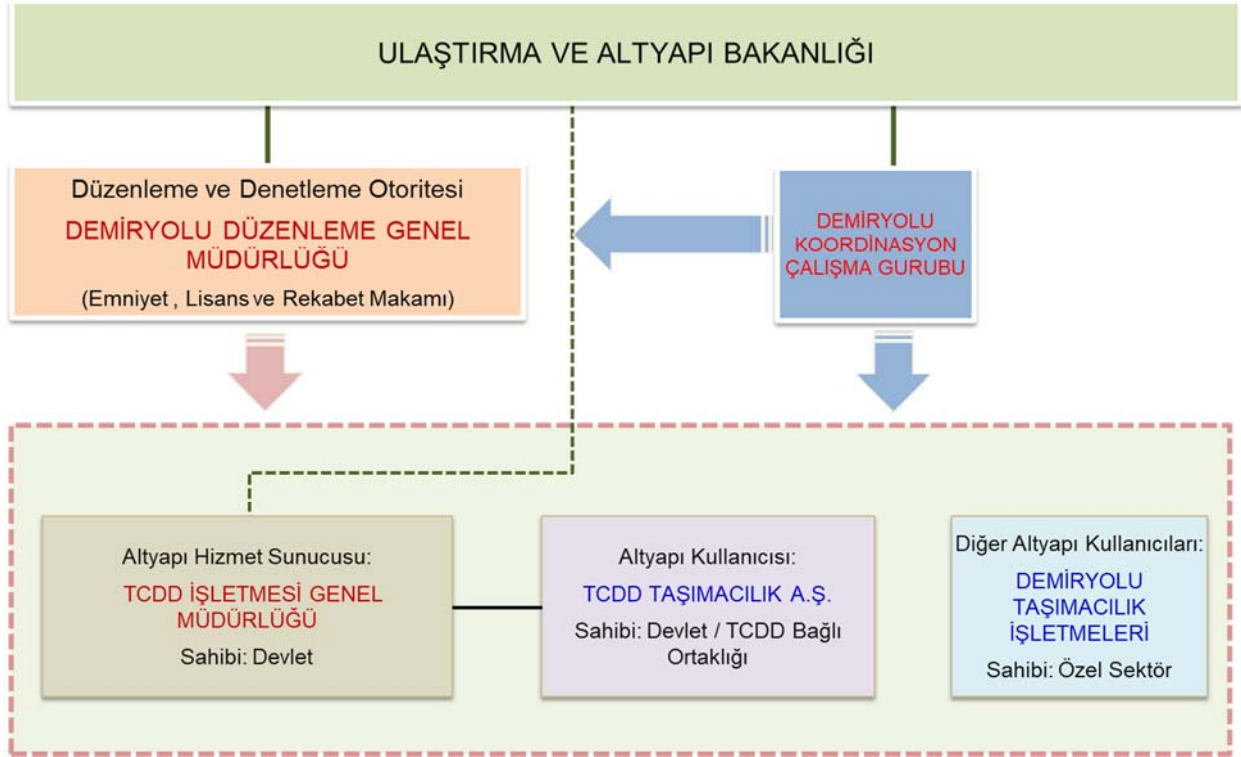 ULAŞTIRMA VE ALTYAPI BAKANLIĞI
Düzenleme ve Denetleme Otoritesi
DEMİRYOLU DÜZENLEME GENEL
MÜDÜRLÜĞÜ
(Emniyet , Lisans ve Rekabet Makamı)
DEMİRYOLU
KOORDİNASYON
ÇALIŞMA GURUBU
Altyapı Hizmet Sunucusu:
TCDD İŞLETMESİ GENEL
MÜDÜRLÜĞÜ
Sahibi: Devlet
Altyapı Kullanıcısı:
TCDD TAŞIMACILIK A.Ş.
Sahibi: Devlet / TCDD Bağlı
Ortaklığı
Diğer Altyapı Kullanıcıları:
DEMİRYOLU
TAŞIMACILIK
İŞLETMELERİ
Sahibi: Özel Sektör